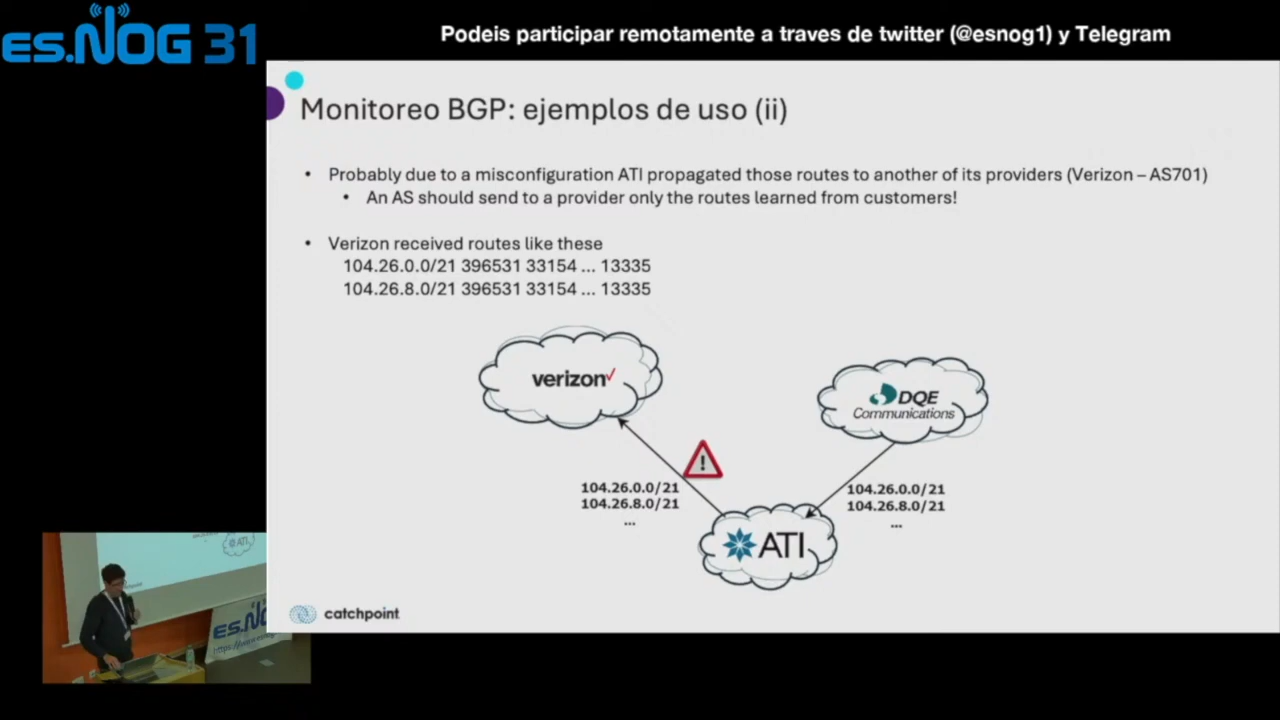 es.NOG 31
Podeis participar remotamente a traves de twitter (@esnog1) y Telegram
Monitoreo BGP: ejemplos de uso (ii)
• Probably due to a misconfiguration ATI propagated those routes to another of its providers (Verizon – AS701)
• An AS should send to a provider only the routes learned from customers!
• Verizon received routes like these
104.26.0.0/21 396531 33154 ... 13335
104.26.8.0/21 396531 33154 ... 13335
verizon
DQE
Communications
!
104.26.0.0/21
104.26.8.0/21
...
104.26.0.0/21
104.26.8.0/21
...
ATI
catchpoint
ATI
ES.NO